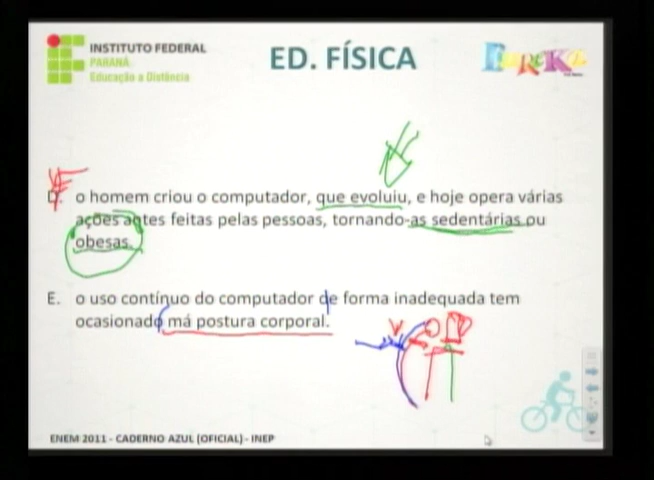 INSTITUTO FEDERAL
PARANÁ
Educação a Distância
ED. FÍSICA
EUREKA
D. o homem criou o computador, que evoluiu, e hoje opera várias
ações antes feitas pelas pessoas, tornando-as sedentárias ou
obesas.
E. o uso contínuo do computador de forma inadequada tem
ocasionado má postura corporal.
ENEM 2011 - CADERNO AZUL (OFICIAL) - INEP